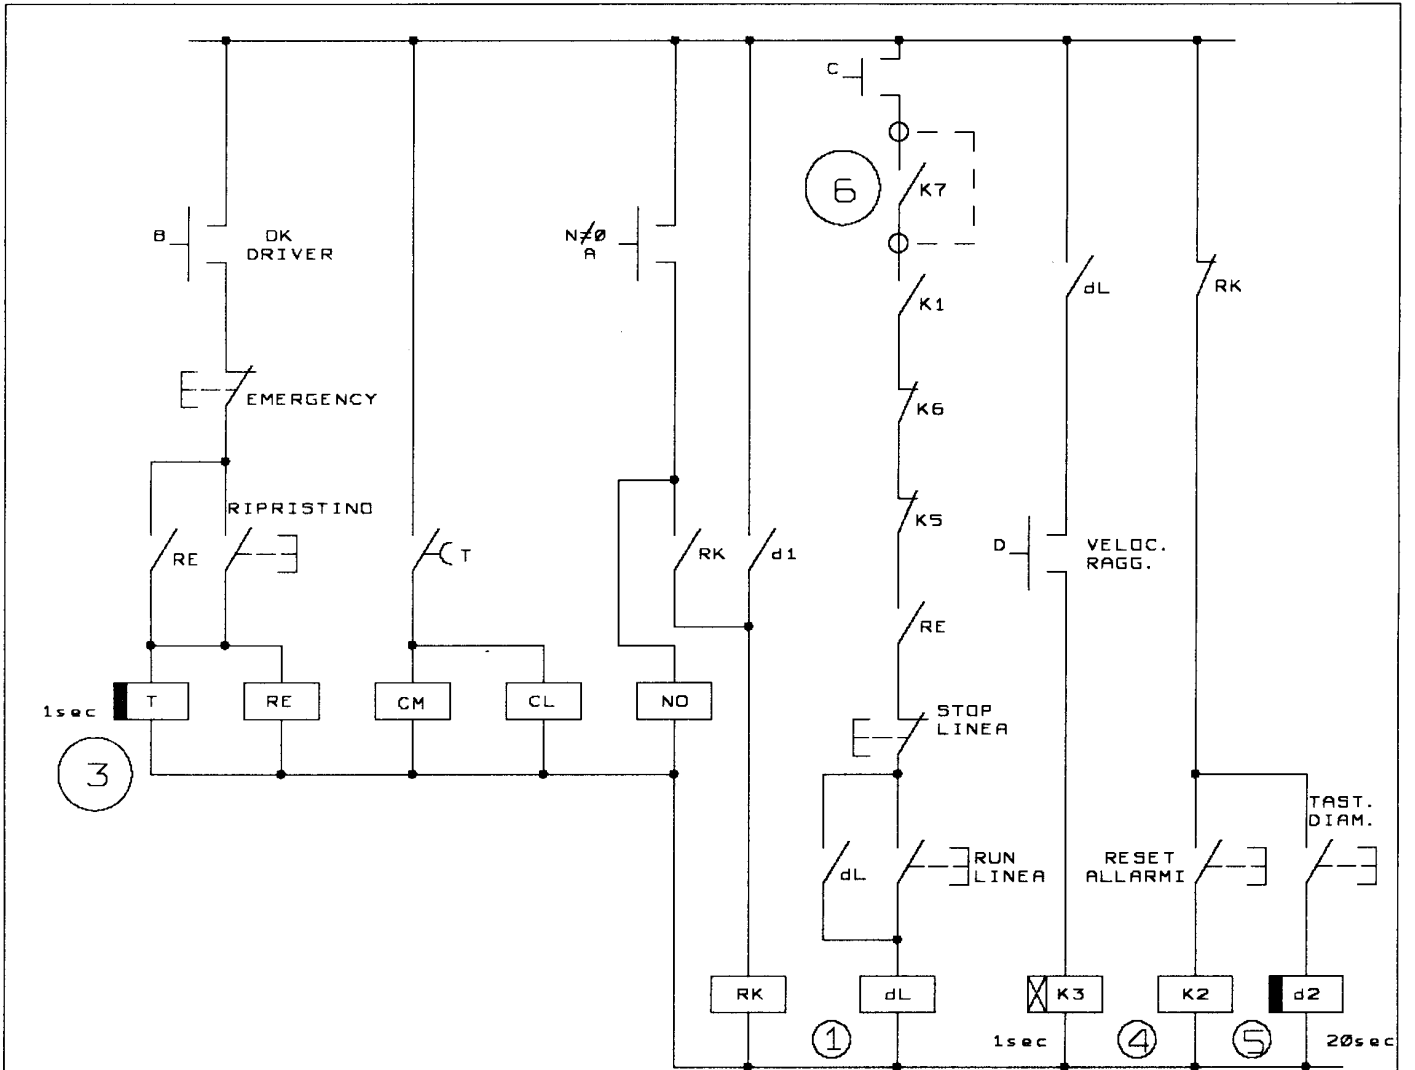 C
6
K7
B
OK
DRIVER
N≠0
A
dL
RK
K1
EMERGENCY
K6
RIPRISTINO
K5
RE
T
RK
d1
D
VELOC.
RAGG.
RE
1sec
T
RE
CM
CL
NO
STOP
LINEA
3
TAST.
DIAM.
dL
RUN
LINEA
RESET
ALLARMI
RK
dL
K3
K2
d2
1
1sec
4
5
20sec